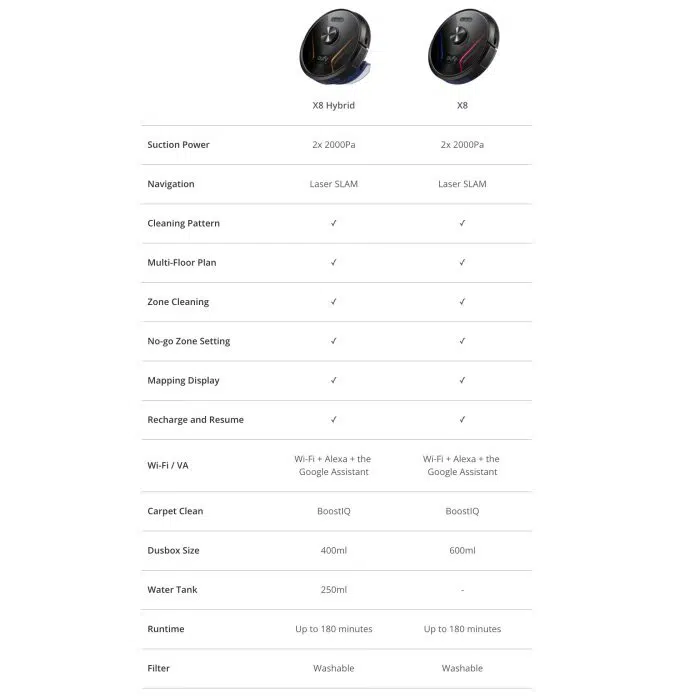 eufy
eufy
X8 Hybrid X8
Suction Power 2x 2000Pa 2x 2000Pa
Navigation Laser SLAM Laser SLAM
Cleaning Pattern ✓ ✓
Multi-Floor Plan ✓ ✓
Zone Cleaning ✓ ✓
No-go Zone Setting ✓ ✓
Mapping Display ✓ ✓
Recharge and Resume ✓ ✓
Wi-Fi / VA Wi-Fi + Alexa + the Google Assistant Wi-Fi + Alexa + the Google Assistant
Carpet Clean BoostIQ BoostIQ
Dusbox Size 400ml 600ml
Water Tank 250ml -
Runtime Up to 180 minutes Up to 180 minutes
Filter Washable Washable